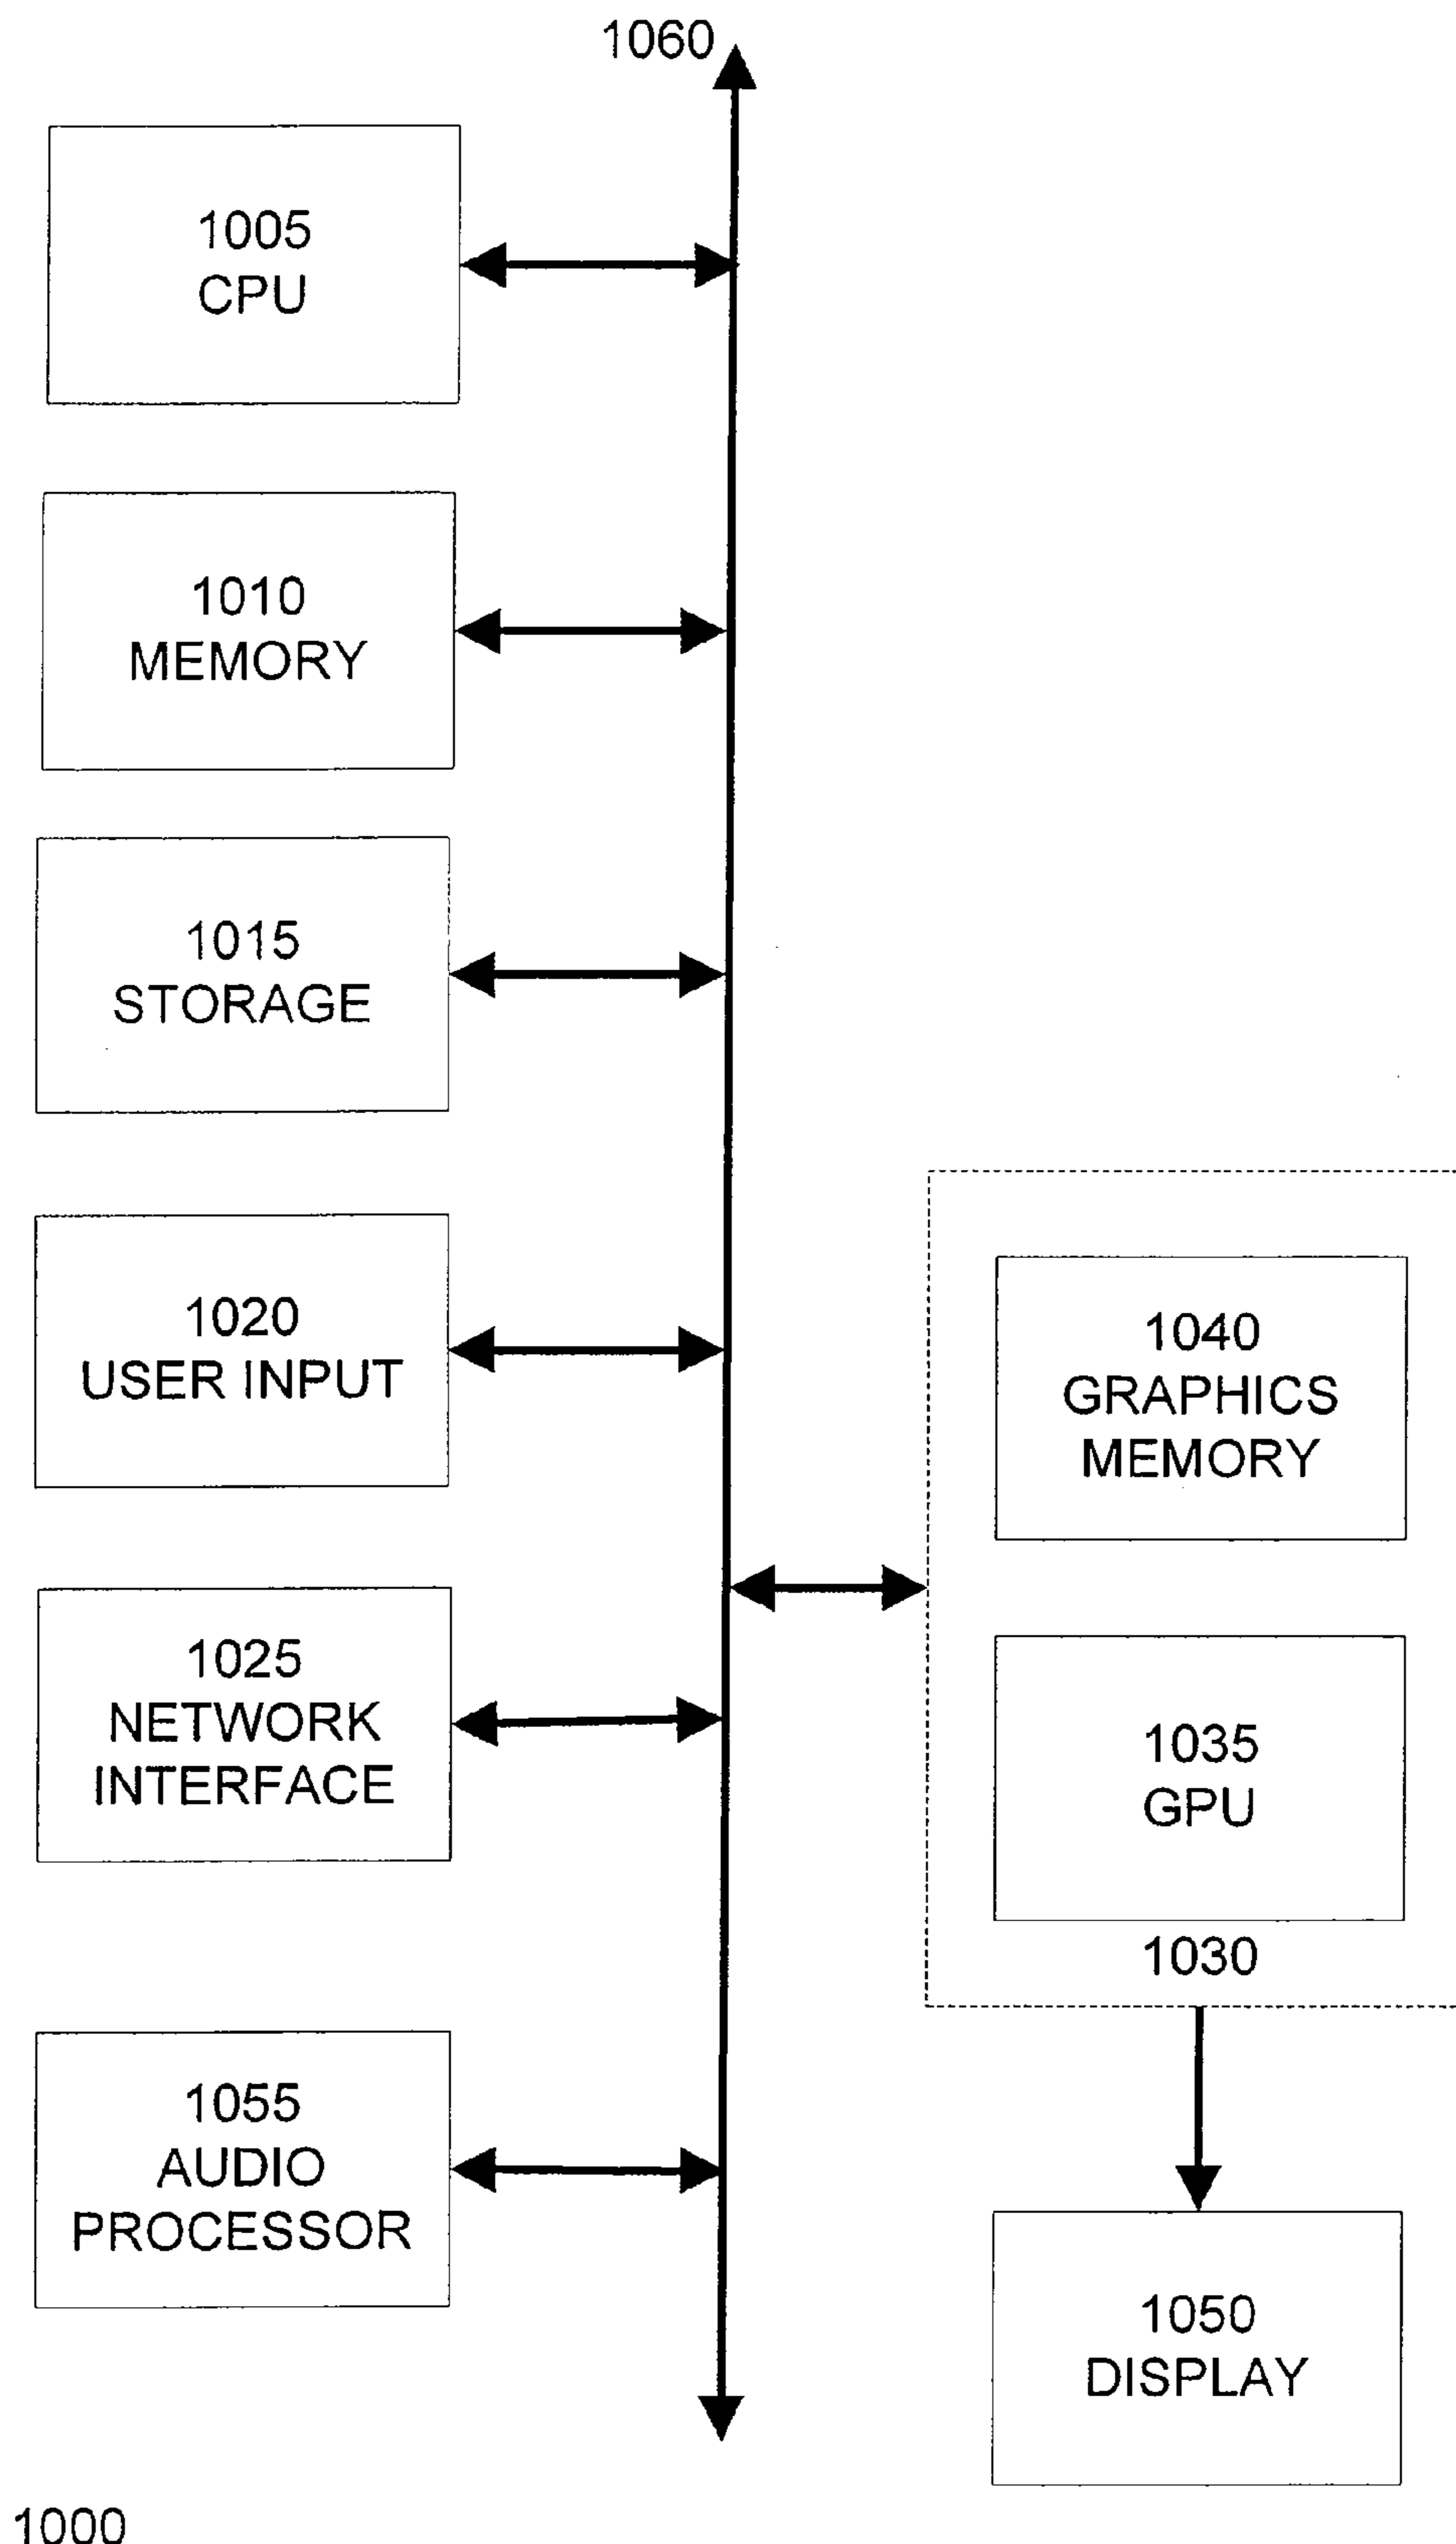 1060
1005
CPU
1010
MEMORY
1015
STORAGE
1020
USER INPUT
1025
NETWORK
INTERFACE
1055
AUDIO
PROCESSOR
1040
GRAPHICS
MEMORY
1035
GPU
1030
1050
DISPLAY
1000